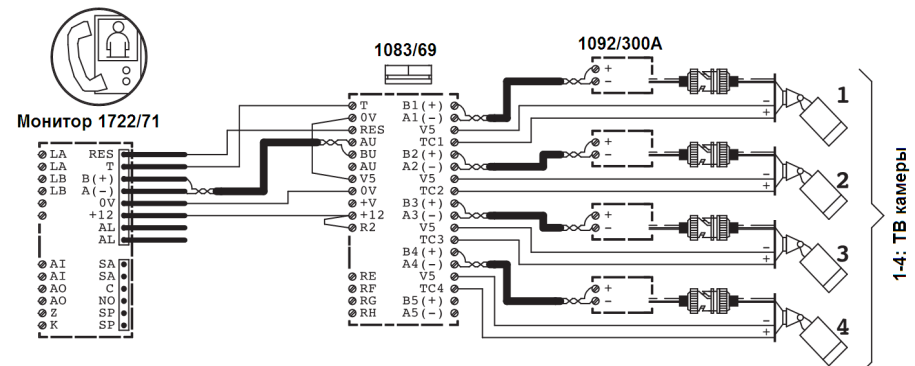 1083/69
1092/300A
Монитор 1722/71
LA RES
LA T
LB B(+)
LB A(-)
0V
+12
AL
AL
AI SA
AI SA
AO C
AO NO
Z SP
K SP
T B1(+)
0V A1(-)
RES V5
AU TC1
BU B2(+)
AU A2(-)
V5 V5
0V TC2
+V B3(+)
+12 A3(-)
R2 V5
TC3
B4(+)
A4(-)
RE V5
RF TC4
RG B5(+)
RH A5(-)
+
-
+
-
+
-
+
-
-
+
-
+
-
+
-
+
1
2
3
4
1-4: ТВ камеры